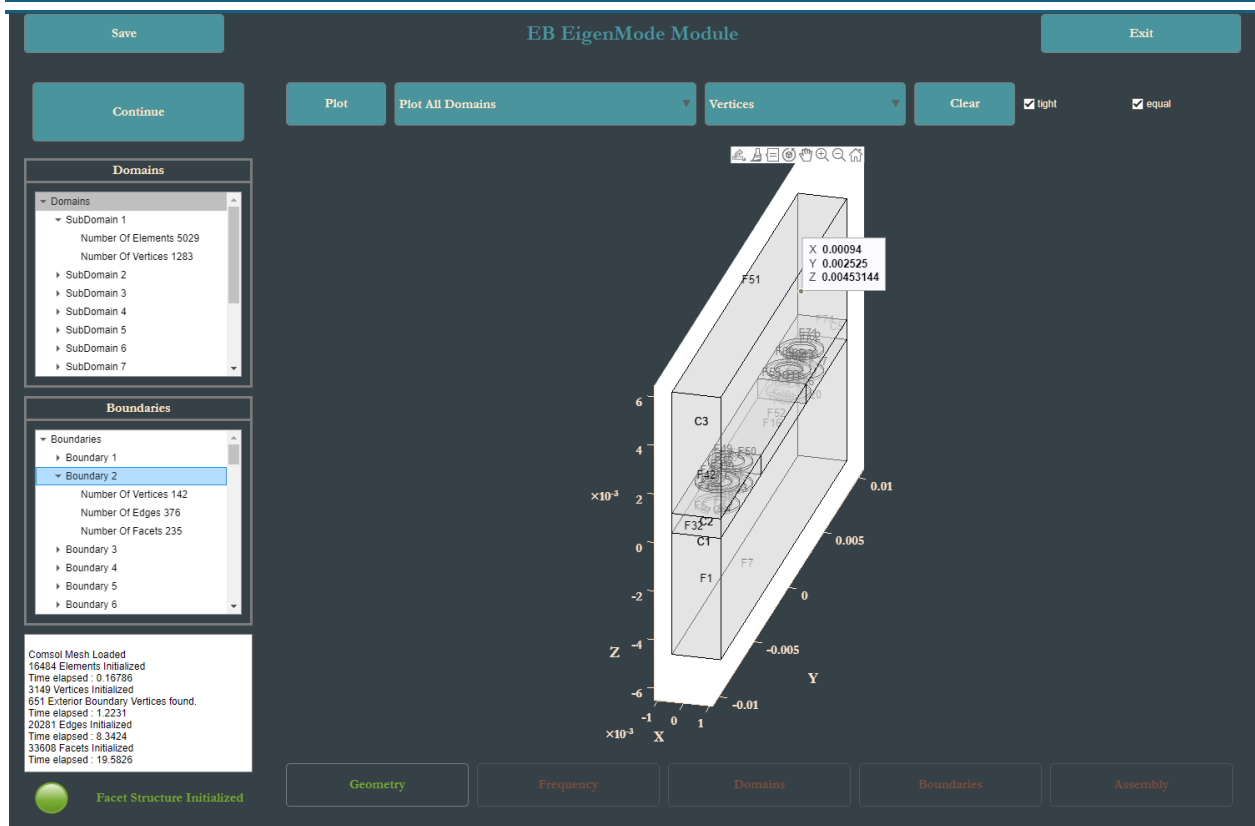 Save
EB EigenMode Module
Exit
Continue
Plot
Plot All Domains
Vertices
Clear
tight
equal
Domains
Domains
SubDomain 1
Number Of Elements 5029
Number Of Vertices 1283
SubDomain 2
SubDomain 3
SubDomain 4
SubDomain 5
SubDomain 6
SubDomain 7
Boundaries
Boundaries
Boundary 1
Boundary 2
Number Of Vertices 142
Number Of Edges 376
Number Of Facets 235
Boundary 3
Boundary 4
Boundary 5
Boundary 6
Comsol Mesh Loaded
16484 Elements Initialized
Time elapsed : 0.16786
3149 Vertices Initialized
651 Exterior Boundary Vertices found.
Time elapsed : 1.2231
20281 Edges Initialized
Time elapsed : 8.3424
33608 Facets Initialized
Time elapsed : 19.5826
Facet Structure Initialized
X 0.00094
Y 0.002525
Z 0.00453144
F51
F74
F71
F52
F16
C3
F50
F42
F32
C2
C1
F1
F7
6
4
×10⁻³ 2
0
-2
Z -4
-6
-1 0 1
×10⁻³ X
0.01
0.005
0
-0.005
Y
-0.01
Geometry
Frequency
Domains
Boundaries
Assembly